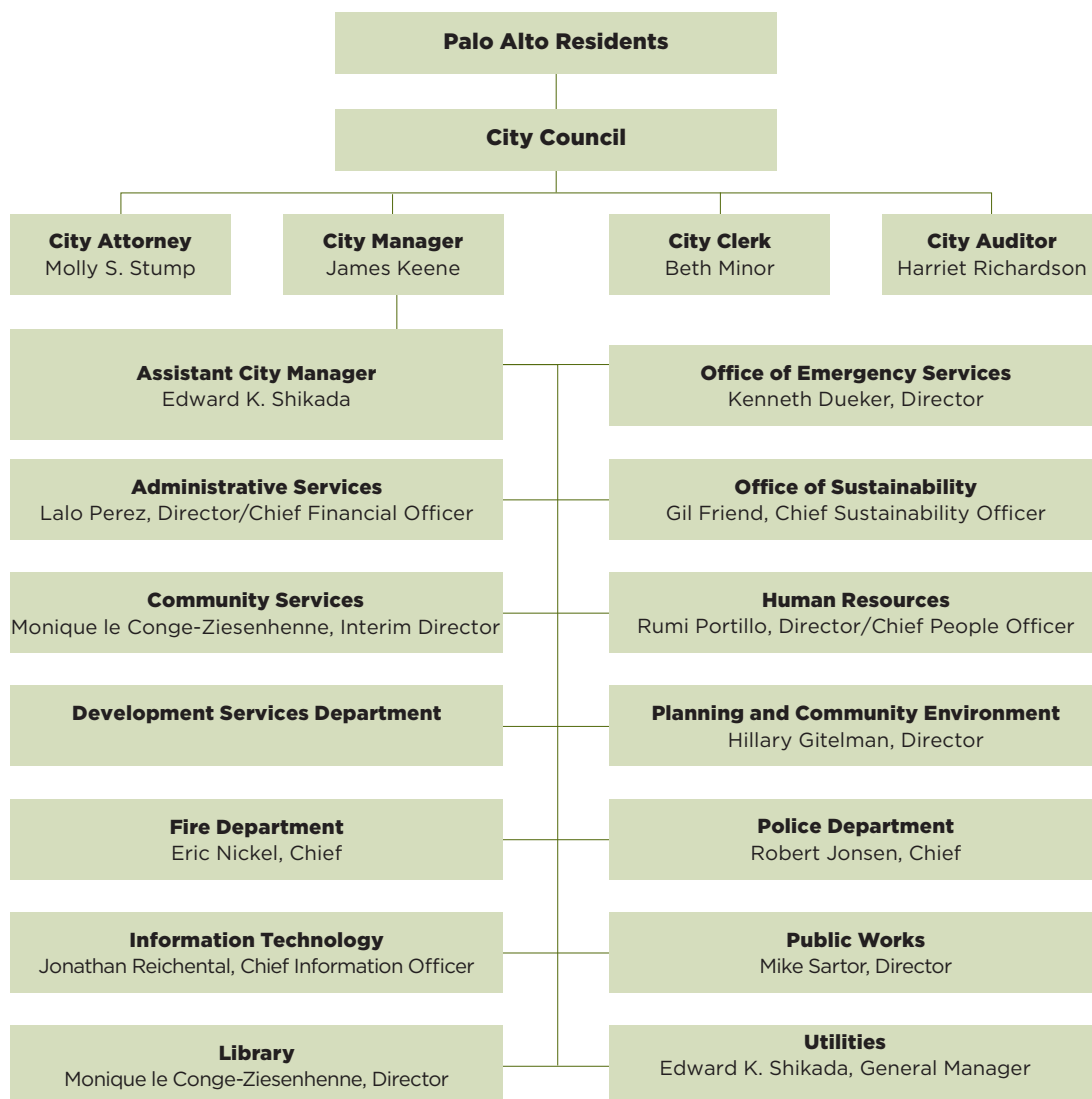 Palo Alto Residents
City Council
City Attorney
Molly S. Stump
City Manager
James Keene
City Clerk
Beth Minor
City Auditor
Harriet Richardson
Assistant City Manager
Edward K. Shikada
Office of Emergency Services
Kenneth Dueker, Director
Administrative Services
Lalo Perez, Director/Chief Financial Officer
Office of Sustainability
Gil Friend, Chief Sustainability Officer
Community Services
Monique le Conge-Ziesenhenne, Interim Director
Human Resources
Rumi Portillo, Director/Chief People Officer
Development Services Department
Planning and Community Environment
Hillary Gitelman, Director
Fire Department
Eric Nickel, Chief
Police Department
Robert Jonsen, Chief
Information Technology
Jonathan Reichental, Chief Information Officer
Public Works
Mike Sartor, Director
Library
Monique le Conge-Ziesenhenne, Director
Utilities
Edward K. Shikada, General Manager